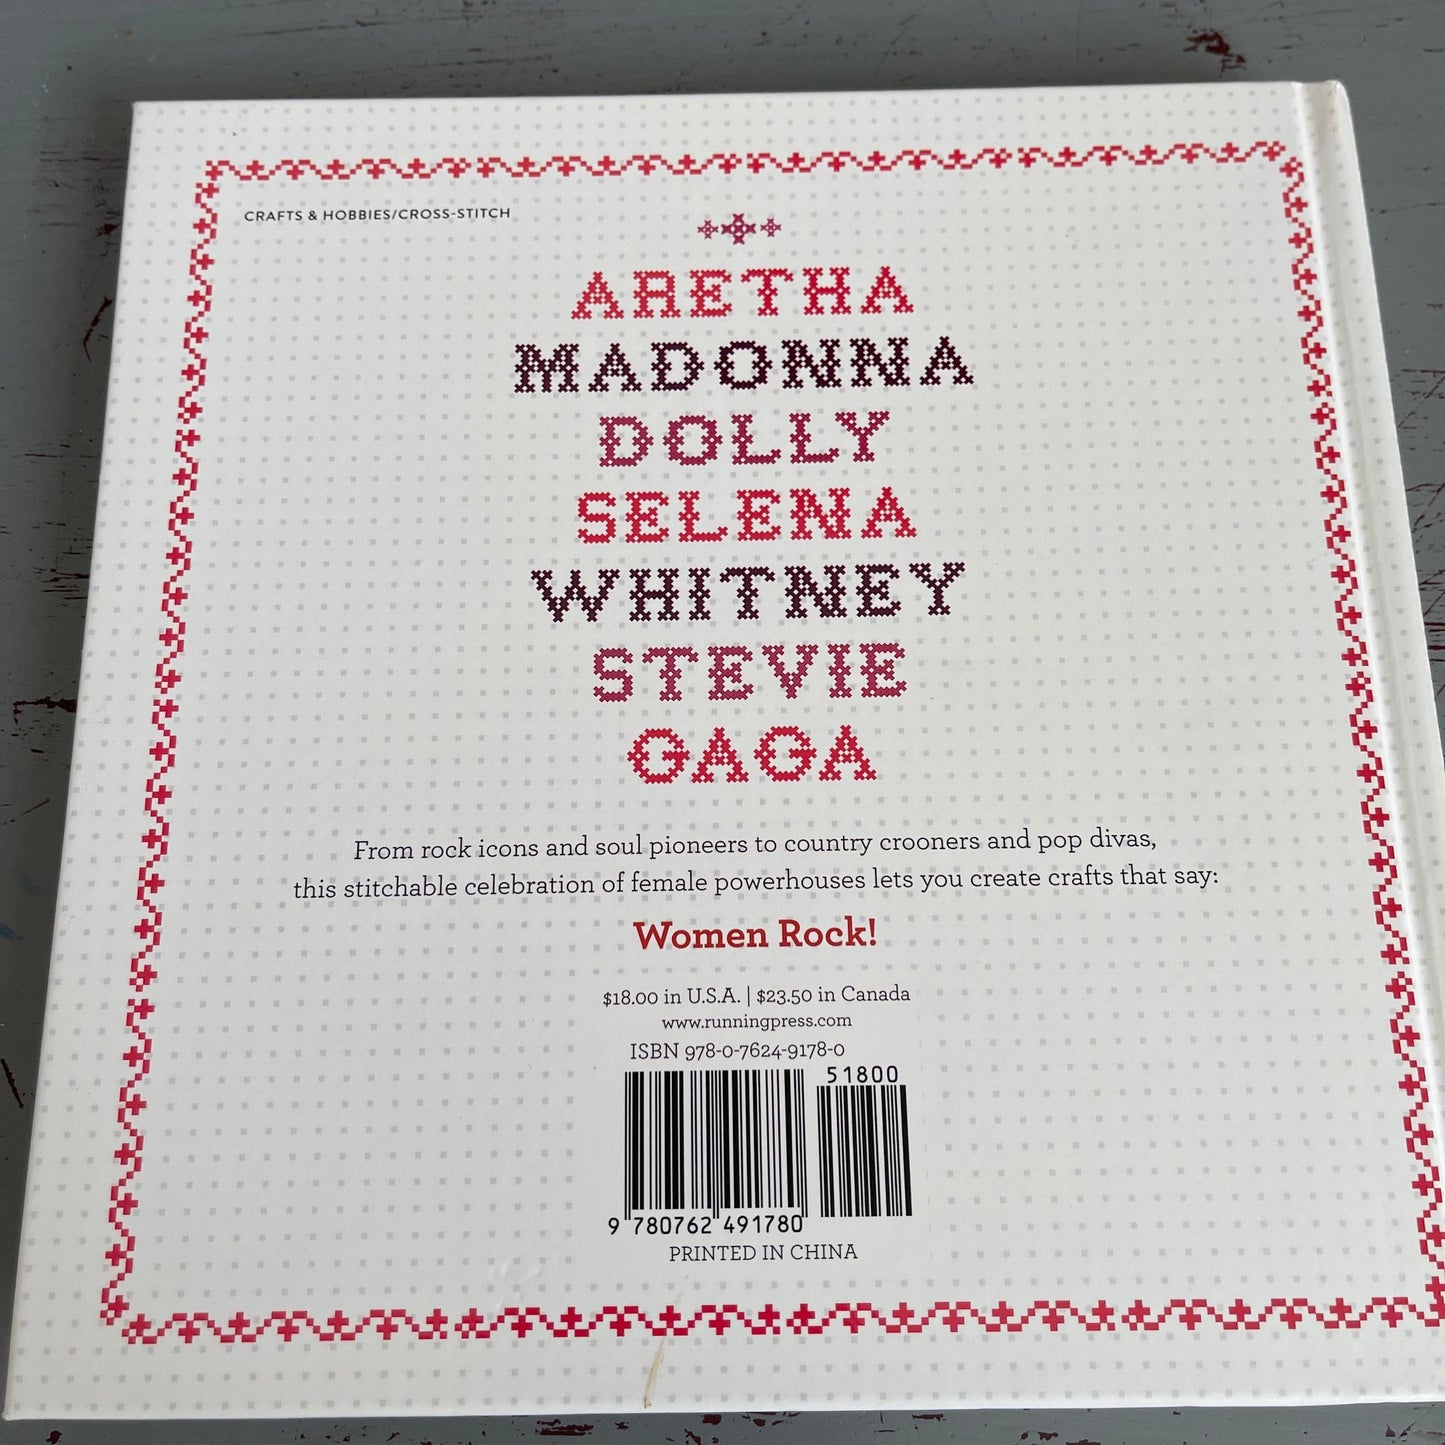 CRAFTS & HOBBIES/CROSS-STITCH
ARETHA
MADONNA
DOLLY
SELENA
WHITNEY
STEVIE
GAGA
From rock icons and soul pioneers to country crooners and pop divas,
this stitchable celebration of female powerhouses lets you create crafts that say:
Women Rock!
$18.00 in U.S.A. | $23.50 in Canada
www.runningpress.com
ISBN 978-0-7624-9178-0
51800
9 780762 491780
PRINTED IN CHINA